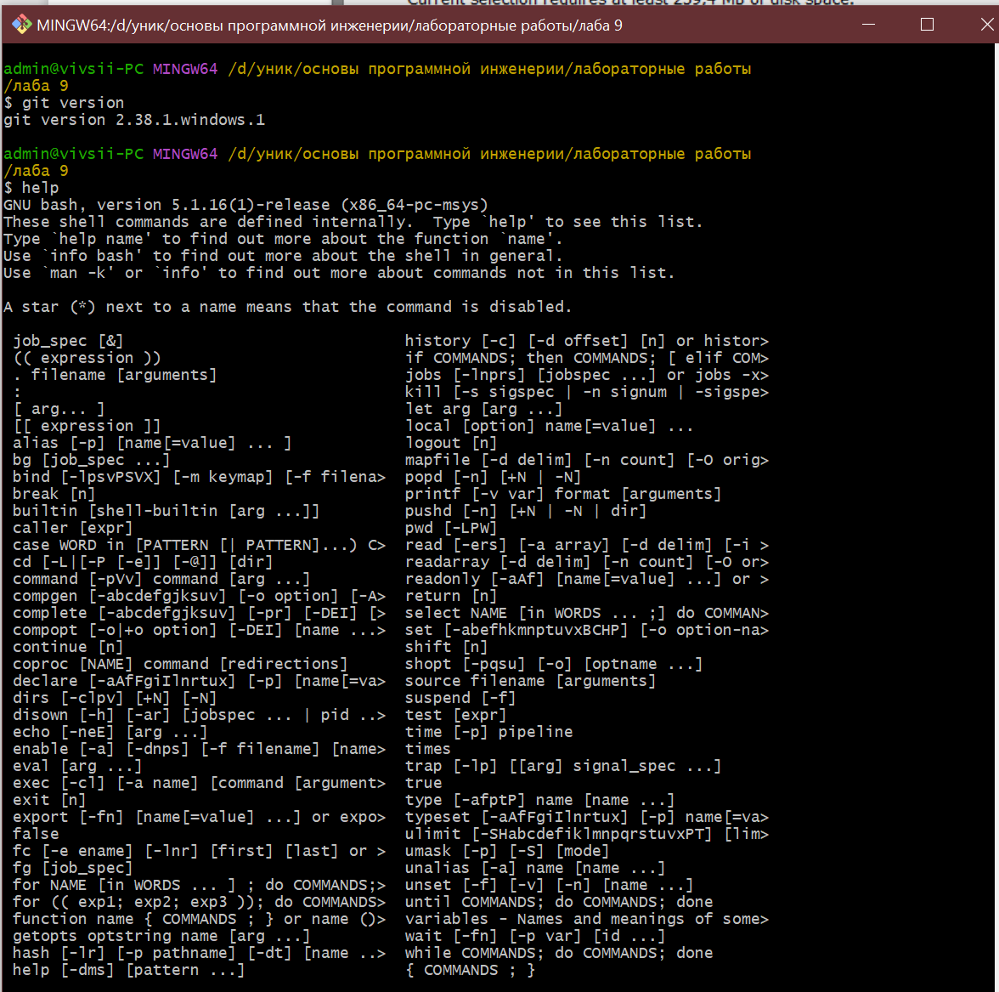 Current selection requires at least 259,4 MB of disk space.
MINGW64:/d/уник/основы программной инженерии/лабораторные работы/лаба 9
admin@vivsii-PC MINGW64 /d/уник/основы программной инженерии/лабораторные работы
/лаба 9
$ git version
git version 2.38.1.windows.1
admin@vivsii-PC MINGW64 /d/уник/основы программной инженерии/лабораторные работы
/лаба 9
$ help
GNU bash, version 5.1.16(1)-release (x86_64-pc-msys)
These shell commands are defined internally.  Type `help' to see this list.
Type `help name' to find out more about the function `name'.
Use `info bash' to find out more about the shell in general.
Use `man -k' or `info' to find out more about commands not in this list.
A star (*) next to a name means that the command is disabled.
job_spec [&]                            history [-c] [-d offset] [n] or histor>
(( expression ))                        if COMMANDS; then COMMANDS; [ elif COM>
. filename [arguments]                  jobs [-lnprs] [jobspec ...] or jobs -x>
:                                       kill [-s sigspec | -n signum | -sigspe>
[ arg... ]                              let arg [arg ...]
[[ expression ]]                        local [option] name[=value] ...
alias [-p] [name[=value] ... ]          logout [n]
bg [job_spec ...]                       mapfile [-d delim] [-n count] [-O orig>
bind [-lpsvPSVX] [-m keymap] [-f filena>  popd [-n] [+N | -N]
break [n]                               printf [-v var] format [arguments]
builtin [shell-builtin [arg ...]]       pushd [-n] [+N | -N | dir]
caller [expr]                           pwd [-LPW]
case WORD in [PATTERN [| PATTERN]...) C>  read [-ers] [-a array] [-d delim] [-i >
cd [-L|[-P [-e]] [-@]] [dir]            readarray [-d delim] [-n count] [-O or>
command [-pVv] command [arg ...]        readonly [-aAf] [name[=value] ...] or >
compgen [-abcdefgjksuv] [-o option] [-A>  return [n]
complete [-abcdefgjksuv] [-pr] [-DEI] [>  select NAME [in WORDS ... ;] do COMMAN>
compopt [-o|+o option] [-DEI] [name ...>  set [-abefhkmnptuvxBCHP] [-o option-na>
continue [n]                            shift [n]
coproc [NAME] command [redirections]    shopt [-pqsu] [-o] [optname ...]
declare [-aAfFgiIlnrtux] [-p] [name[=va>  source filename [arguments]
dirs [-clpv] [+N] [-N]                  suspend [-f]
disown [-h] [-ar] [jobspec ... | pid ..>  test [expr]
echo [-neE] [arg ...]                   time [-p] pipeline
enable [-a] [-dnps] [-f filename] [name>  times
eval [arg ...]                          trap [-lp] [[arg] signal_spec ...]
exec [-cl] [-a name] [command [argument>  true
exit [n]                                type [-afptP] name [name ...]
export [-fn] [name[=value] ...] or expo>  typeset [-aAfFgiIlnrtux] [-p] name[=va>
false                                   ulimit [-SHabcdefiklmnpqrstuvxPT] [lim>
fc [-e ename] [-lnr] [first] [last] or >  umask [-p] [-S] [mode]
fg [job_spec]                           unalias [-a] name [name ...]
for NAME [in WORDS ... ] ; do COMMANDS;>  unset [-f] [-v] [-n] [name ...]
for (( exp1; exp2; exp3 )); do COMMANDS>  until COMMANDS; do COMMANDS; done
function name { COMMANDS ; } or name ()>  variables - Names and meanings of some>
getopts optstring name [arg ...]        wait [-fn] [-p var] [id ...]
hash [-lr] [-p pathname] [-dt] [name ..>  while COMMANDS; do COMMANDS; done
help [-dms] [pattern ...]               { COMMANDS ; }